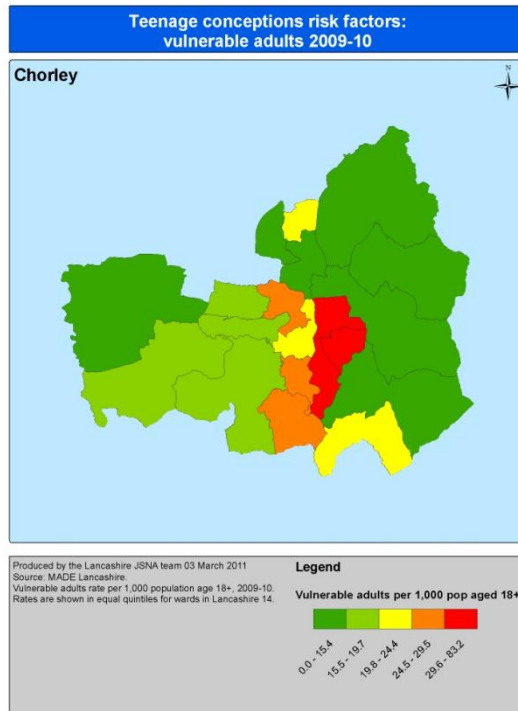 Teenage conceptions risk factors:
vulnerable adults 2009-10
Chorley
N
Produced by the Lancashire JSNA team 03 March 2011
Source: MADE Lancashire.
Vulnerable adults rate per 1,000 population age 18+, 2009-10.
Rates are shown in equal quintiles for wards in Lancashire 14.
Legend
Vulnerable adults per 1,000 pop aged 18+
0.0 - 15.4
15.5 - 19.7
19.8 - 24.4
24.5 - 29.5
29.6 - 83.2